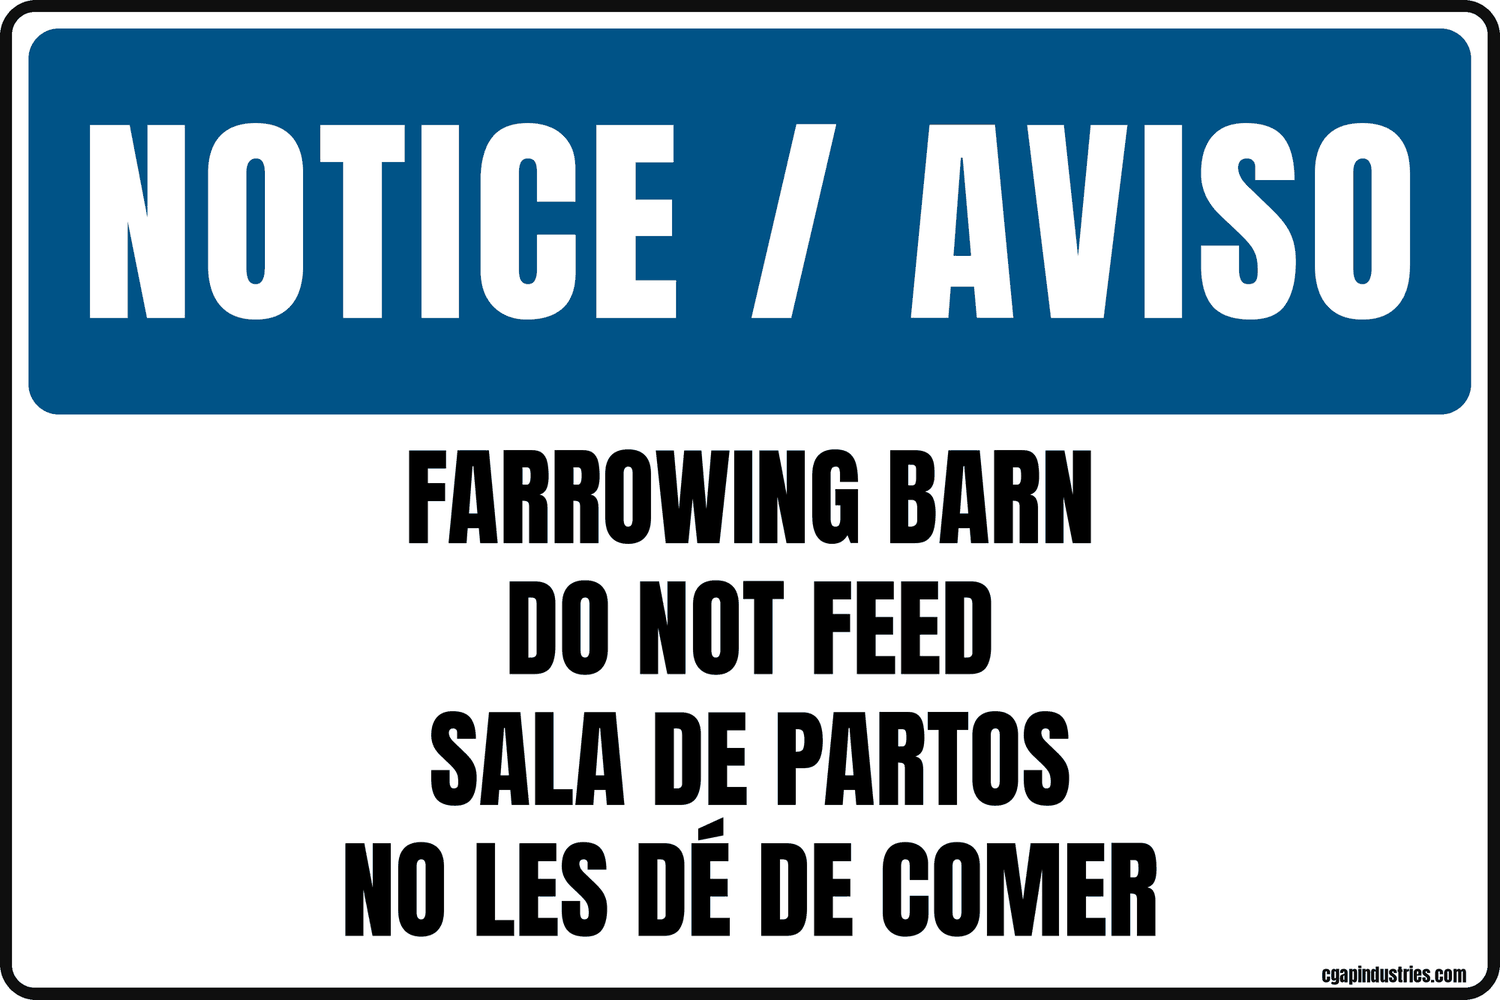 NOTICE / AVISO
FARROWING BARN
DO NOT FEED
SALA DE PARTOS
NO LES DÉ DE COMER
cgapindustries.com